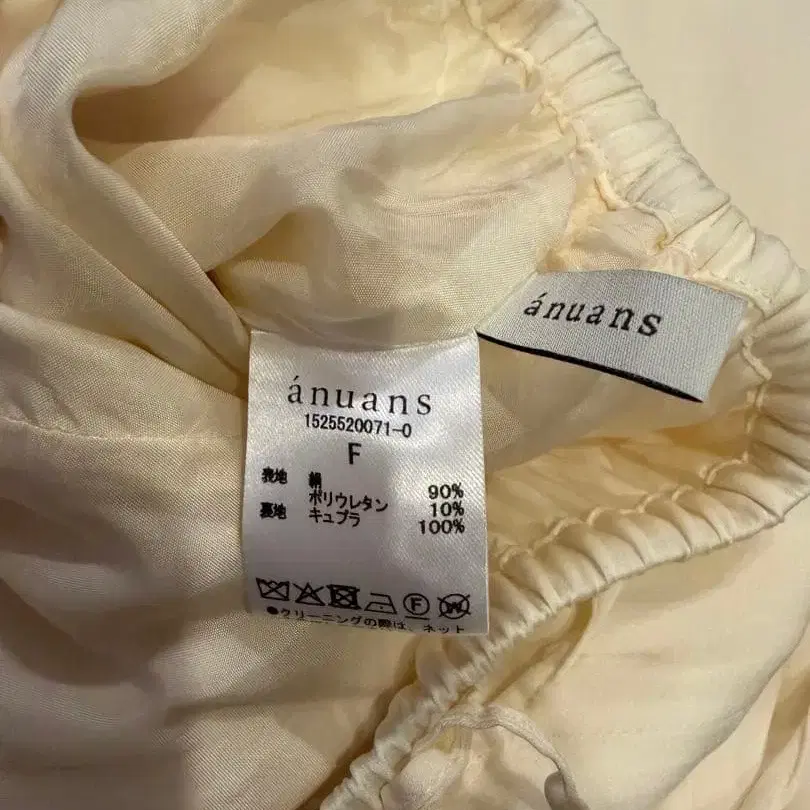 ánuans
ánuans
1525520071-0
F
表地 絹 90%
ポリウレタン 10%
裏地 キュプラ 100%
F W
●クリーニングの際は、ネット